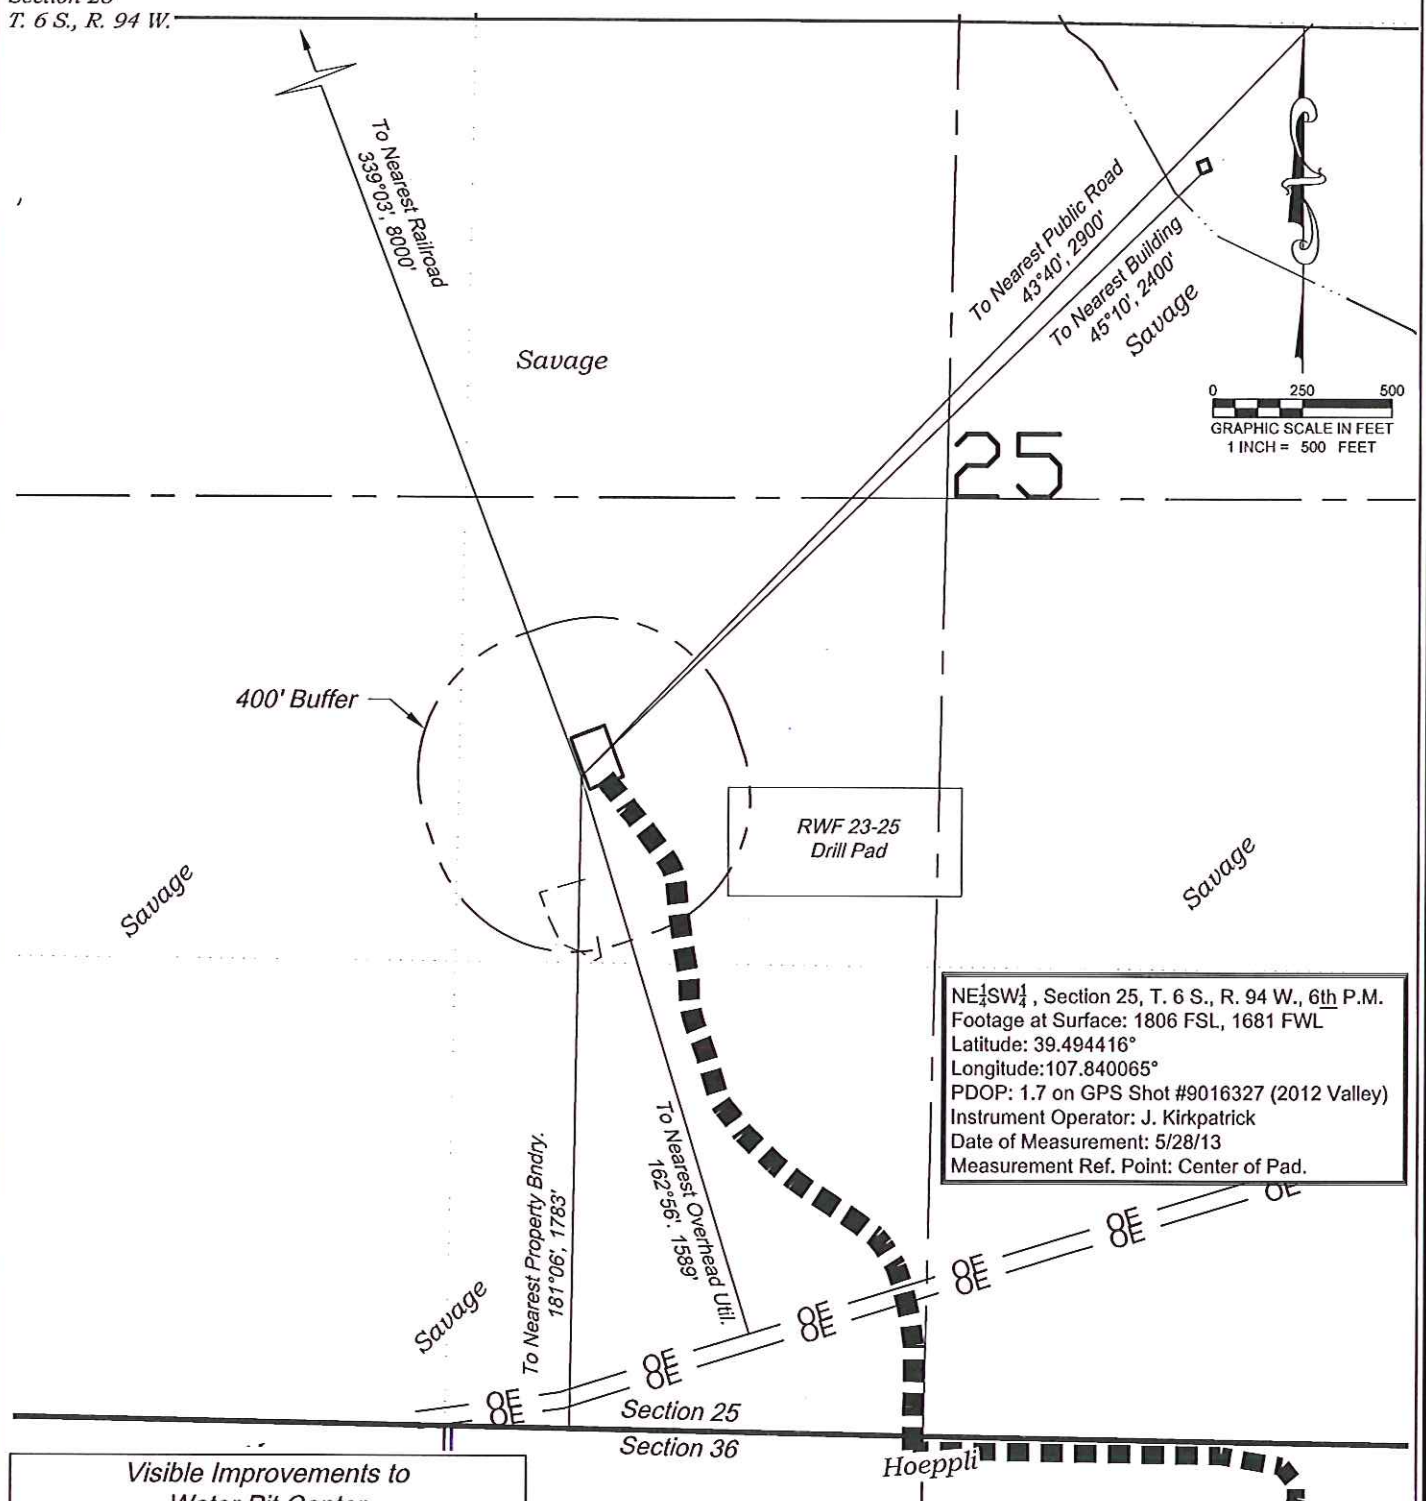 T. 6 S., R. 94 W.
To Nearest Railroad
339°03', 8000'
To Nearest Public Road
43°40', 2900'
To Nearest Building
45°10', 2400'
Savage
Savage
0 250 500
GRAPHIC SCALE IN FEET
1 INCH = 500 FEET
25
400' Buffer
RWF 23-25
Drill Pad
Savage
Savage
NE¼SW¼ , Section 25, T. 6 S., R. 94 W., 6th P.M.
Footage at Surface: 1806 FSL, 1681 FWL
Latitude: 39.494416°
Longitude:107.840065°
PDOP: 1.7 on GPS Shot #9016327 (2012 Valley)
Instrument Operator: J. Kirkpatrick
Date of Measurement: 5/28/13
Measurement Ref. Point: Center of Pad.
To Nearest Property Bndry.
181°06', 1783'
To Nearest Overhead Util.
162°56'. 1589'
Savage
OE
OE
OE
OE
OE
OE
OE
OE
OE
OE
OE
Section 25
Section 36
Hoeppli
Visible Improvements to
Water Pit Center